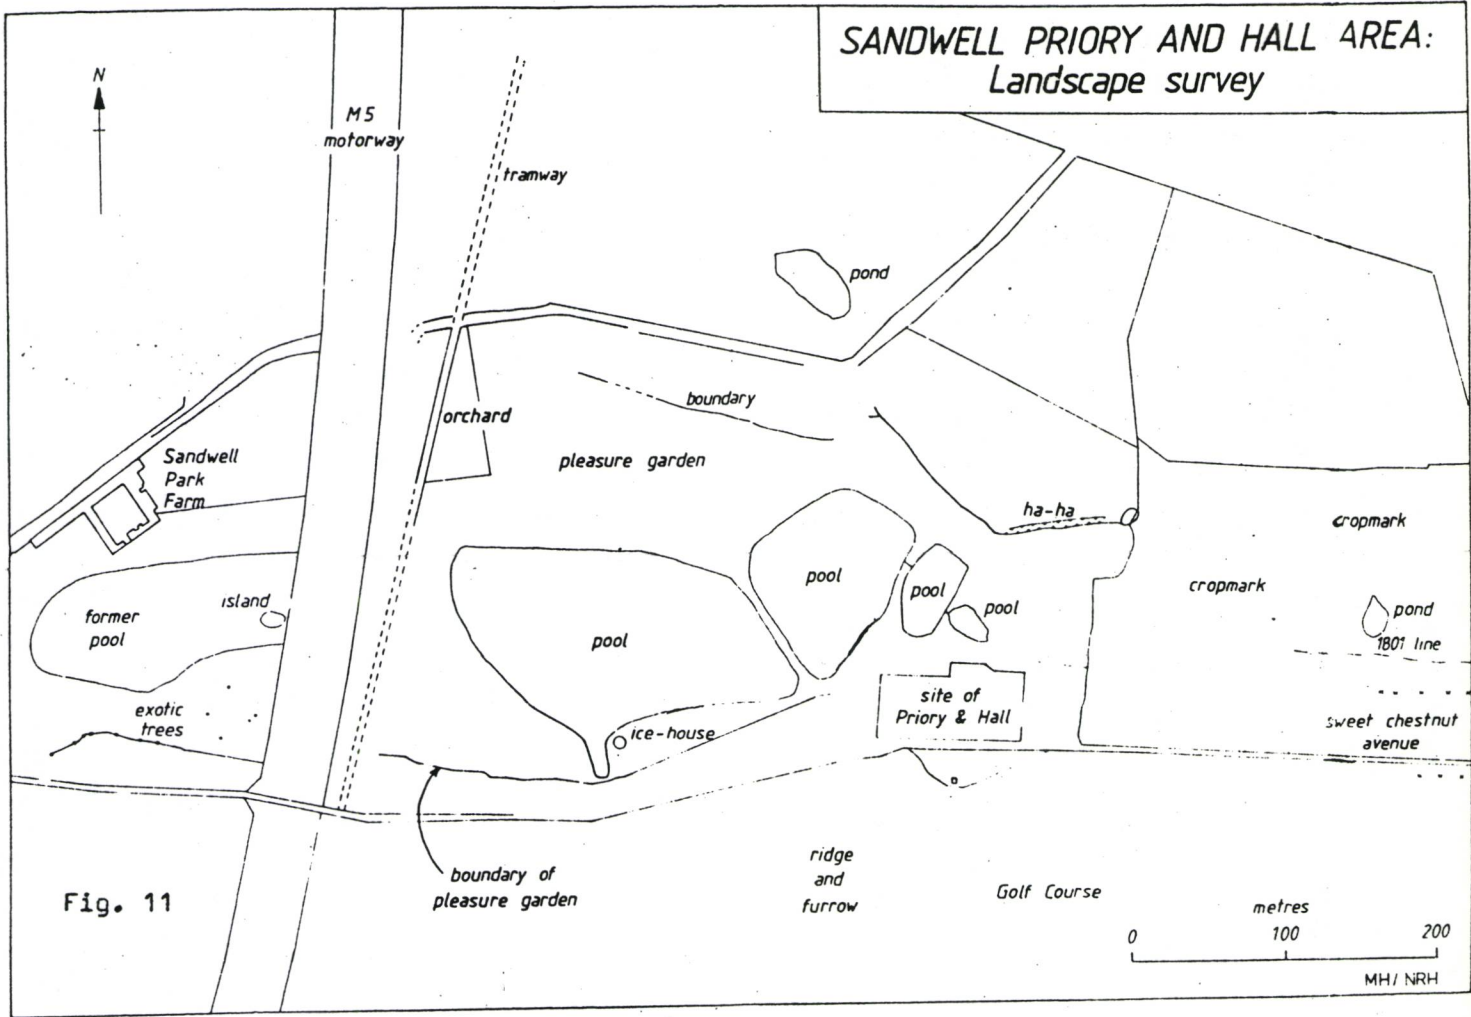 SANDWELL PRIORY AND HALL AREA:
Landscape survey
N
M5
motorway
tramway
pond
orchard
boundary
pleasure garden
Sandwell
Park
Farm
ha-ha
cropmark
cropmark
former
pool
island
pool
pool
pool
pool
pond
1801 line
exotic
trees
ice-house
site of
Priory & Hall
sweet chestnut
avenue
boundary of
pleasure garden
ridge
and
furrow
Golf Course
Fig. 11
metres
0 100 200
MH/ NRH